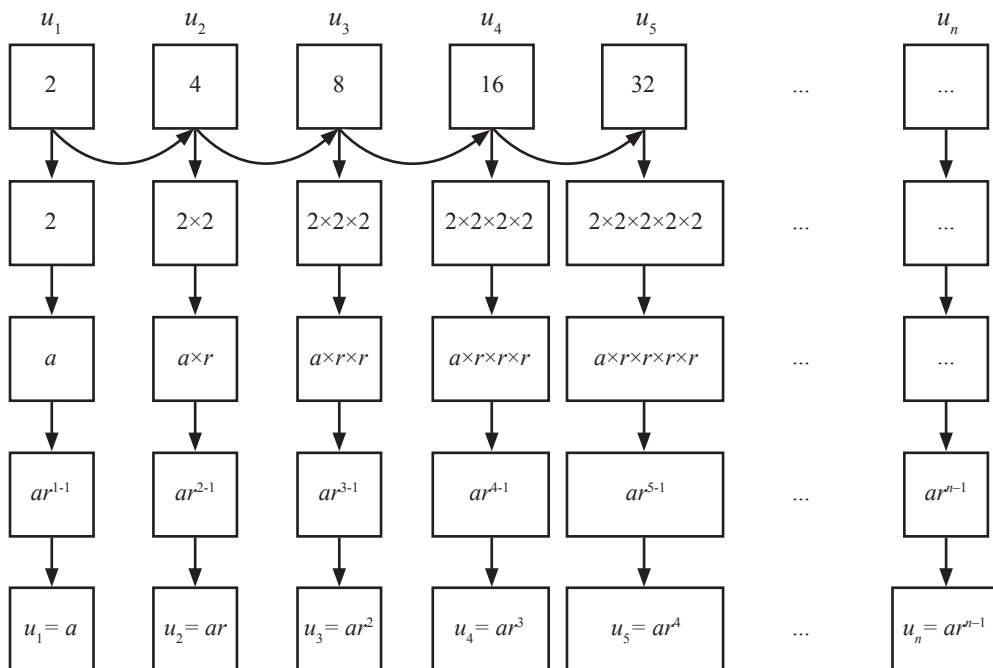 u₁ u₂ u₃ u₄ u₅ uₙ
2 4 8 16 32 ... ...
2 2×2 2×2×2 2×2×2×2 2×2×2×2×2 ... ...
a a×r a×r×r a×r×r×r a×r×r×r×r ... ...
ar¹⁻¹ ar²⁻¹ ar³⁻¹ ar⁴⁻¹ ar⁵⁻¹ ... arⁿ⁻¹
u₁= a u₂= ar u₃= ar² u₄= ar³ u₅= ar⁴ ... uₙ= arⁿ⁻¹